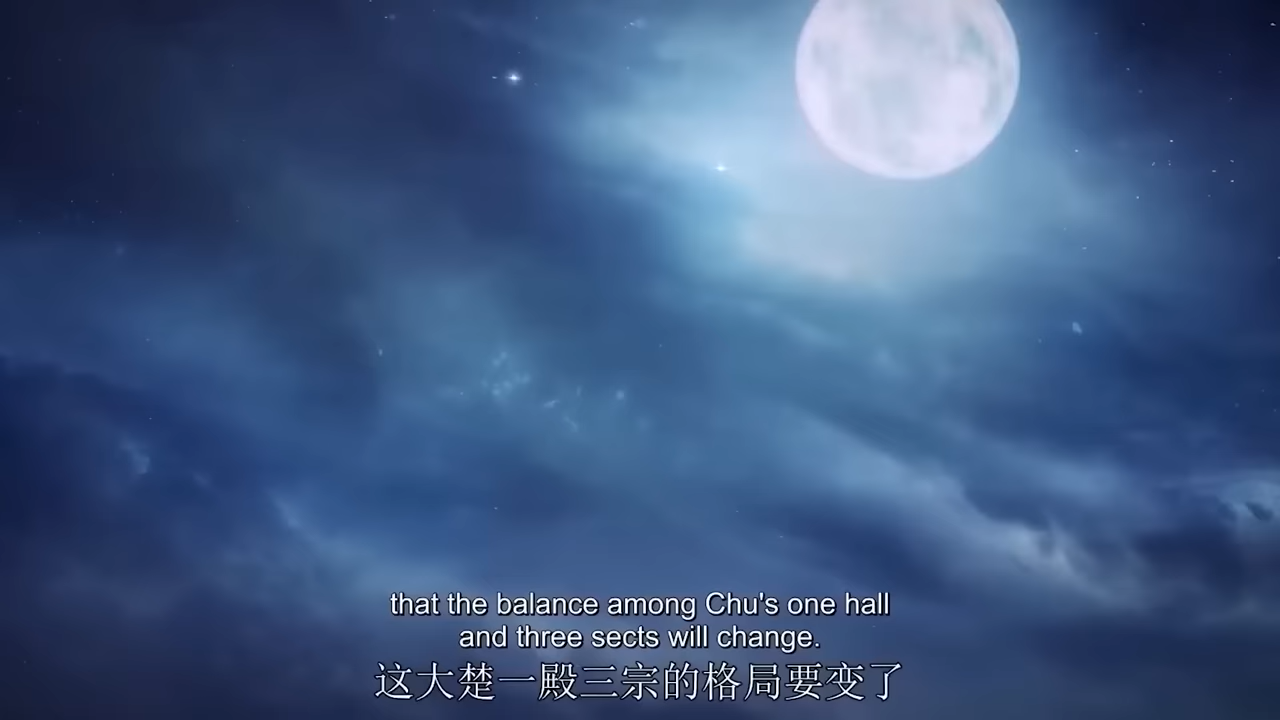 that the balance among Chu's one hall
and three sects will change.
这大楚一殿三宗的格局要变了